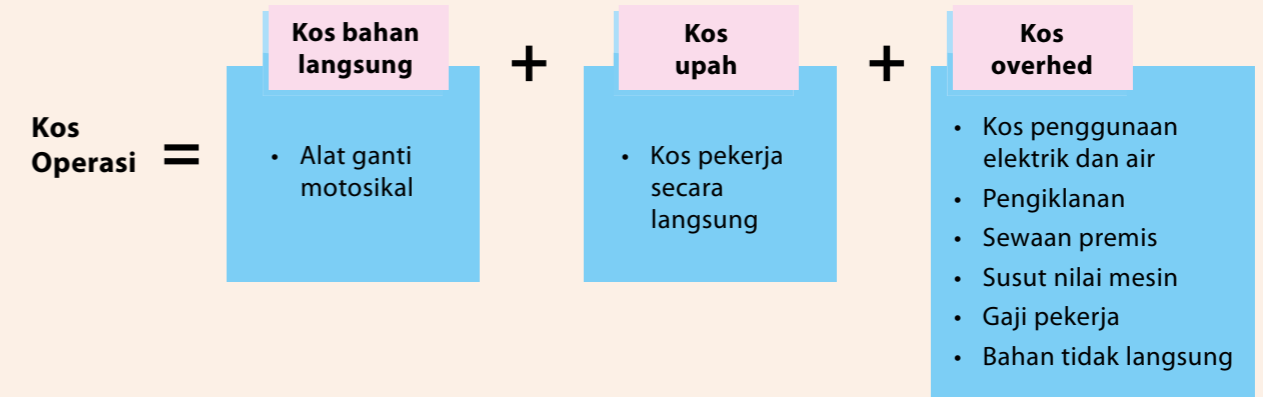 Kos
Operasi
=
Kos bahan
langsung
• Alat ganti
motosikal
+
Kos
upah
• Kos pekerja
secara
langsung
+
Kos
overhed
• Kos penggunaan
elektrik dan air
• Pengiklanan
• Sewaan premis
• Susut nilai mesin
• Gaji pekerja
• Bahan tidak langsung